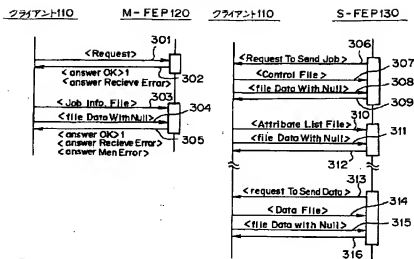 クライアント110
M-FEP120
301
<Request>
<answer OK>1
302
<answer Recieve Error>
<Job Info. File>
303
<file Data With Null>
304
<answer OK>1
305
<answer Recieve Error>
<answer Men Error>
クライアント110
S-FEP130
306
<Request To Send Job>
307
<Control File>
308
<file Data With Null>
309
310
<Attribute List File>
311
<file Data With Null>
312
313
<request To Send Data>
314
<Data File>
315
<file Data with Null>
316